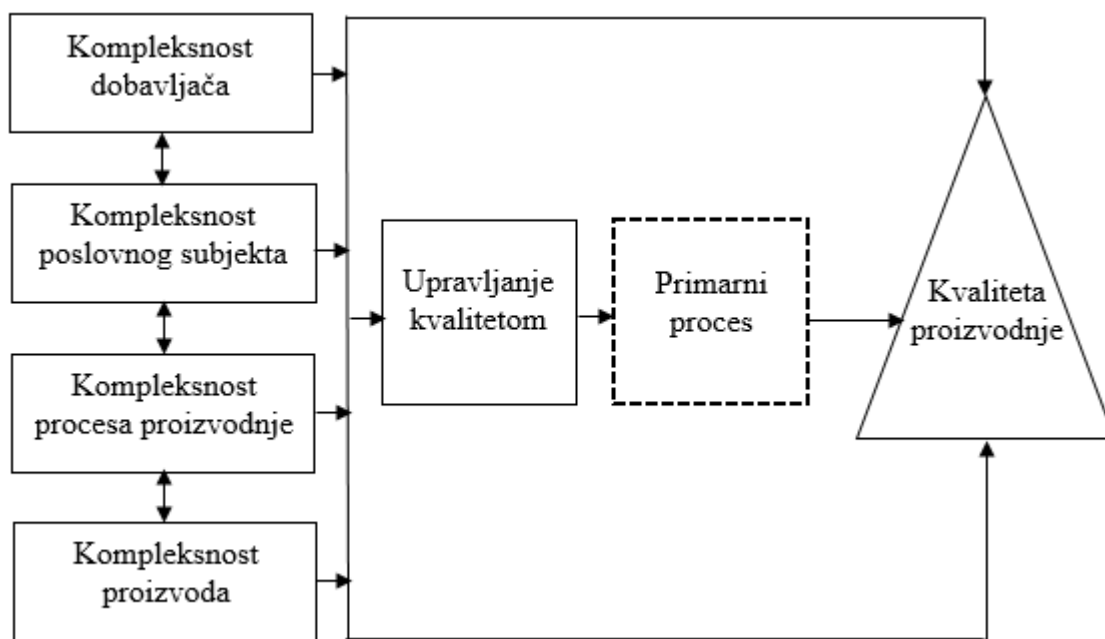 Kompleksnost
dobavljača
Kompleksnost
poslovnog subjekta
Kompleksnost
procesa proizvodnje
Kompleksnost
proizvoda
Upravljanje
kvalitetom
Primarni
proces
Kvaliteta
proizvodnje